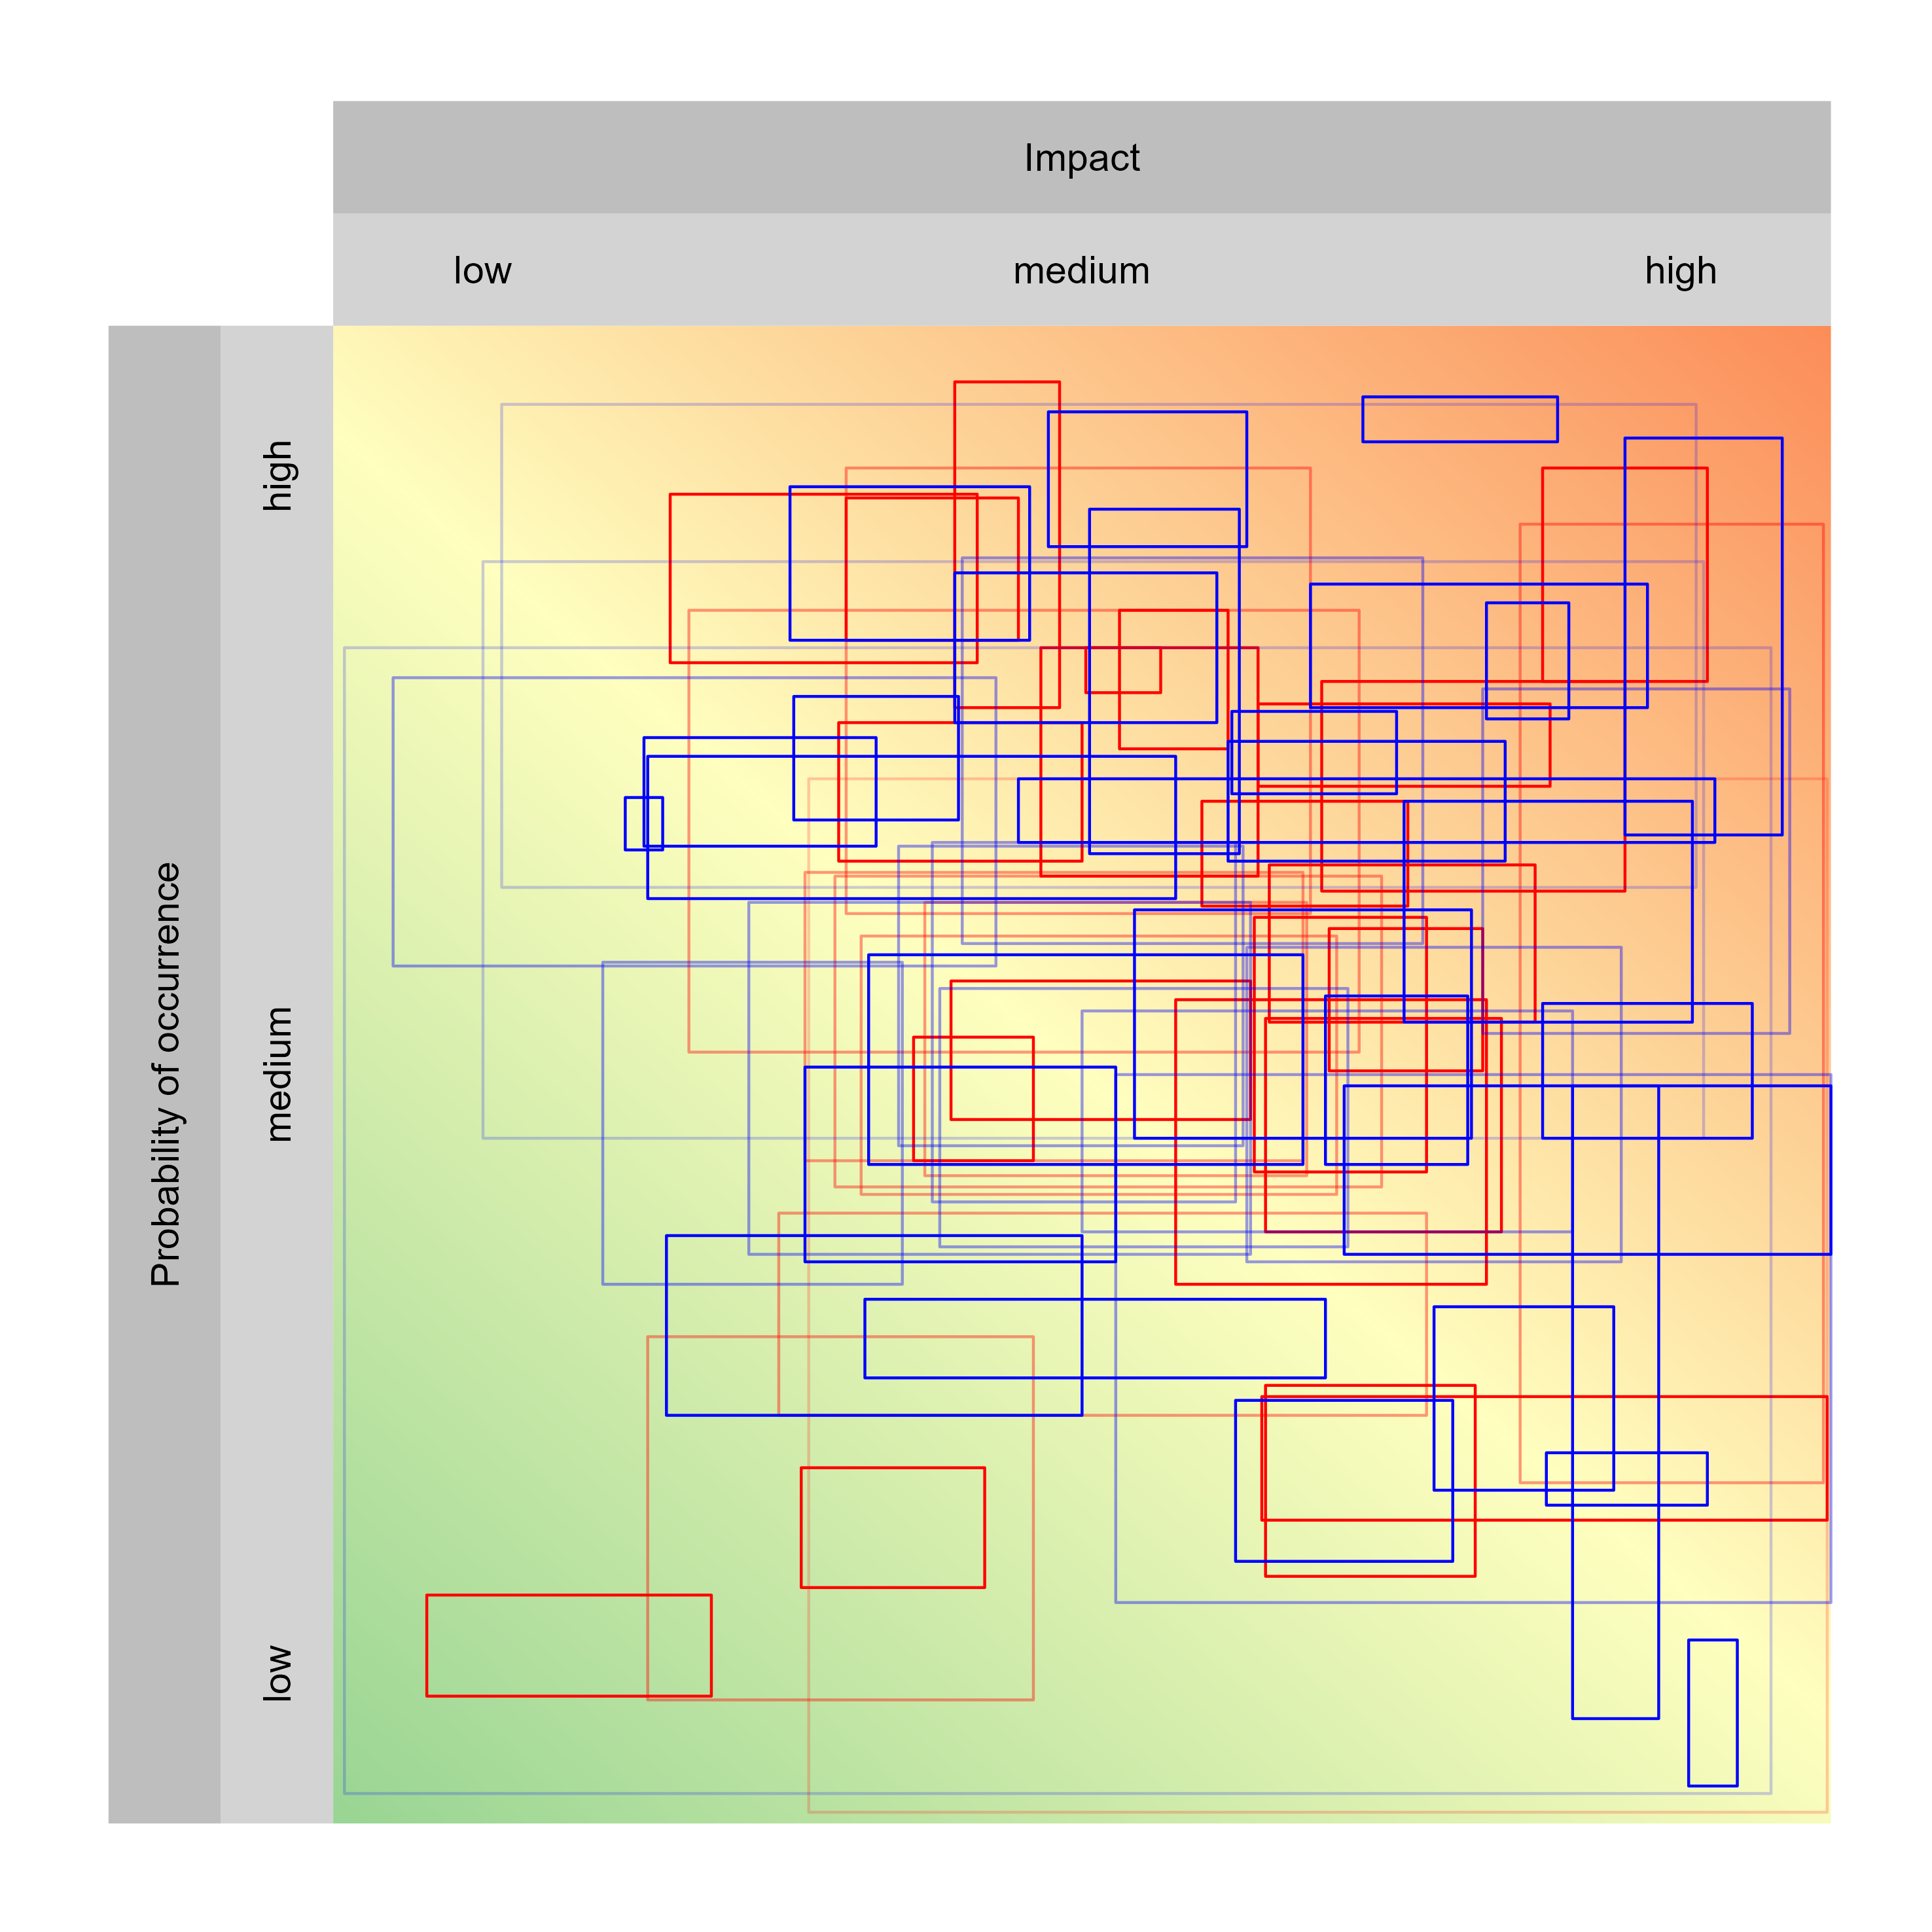 Impact
low
medium
high
Probability of occurrence
high
medium
low